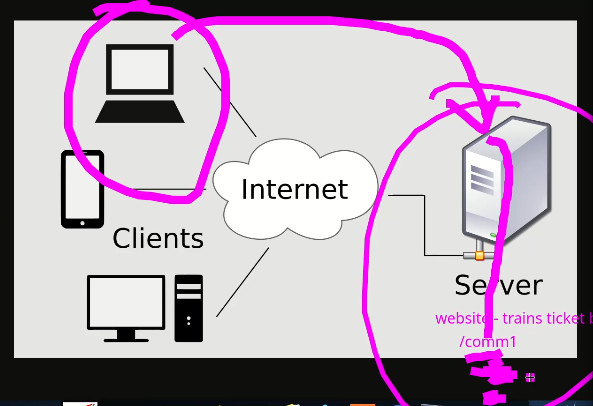 Internet
Clients
Server
website - trains ticket
/comm1